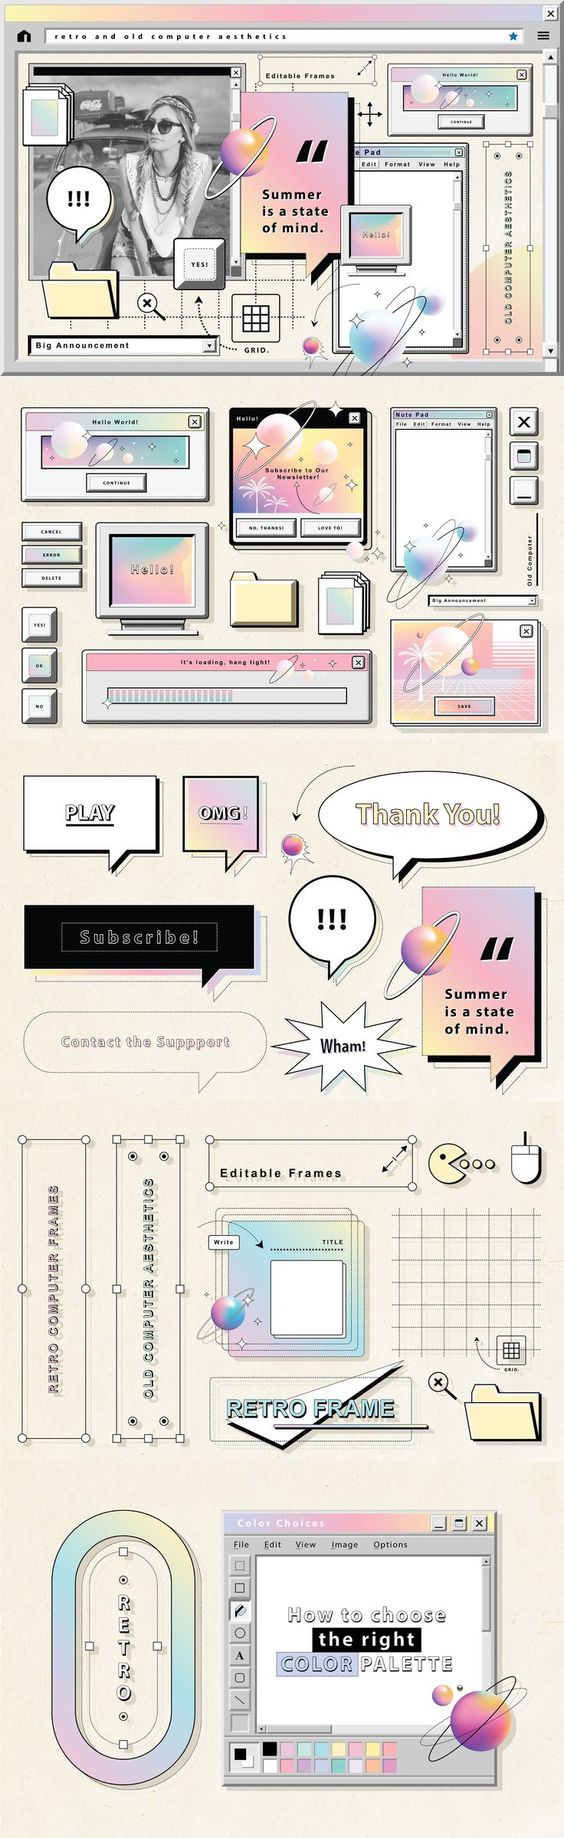 retro and old computer aesthetics
Editable Frames
Hello World!
CONTINUE
Coca-Cola
!!!
YES!
Summer
is a state
of mind.
Note Pad
Edit Format View Help
Hello!
OLD COMPUTER AESTHETICS
GRID.
Big Announcement
Hello World!
CONTINUE
Hello!
Subscribe to Our
Newsletter!
NO, THANKS!
LOVE TO!
Note Pad
File Edit Format View Help
CANCEL
ERROR
DELETE
Hello!
Old Computer
Big Announcement
YES!
OK
NO
It's loading, hang tight!
SAVE
PLAY
OMG!
Thank You!
Subscribe!
!!!
Summer
is a state
of mind.
Contact the Suppport
Wham!
RETRO COMPUTER FRAMES
OLD COMPUTER AESTHETICS
Editable Frames
Write
TITLE
GRID.
RETRO FRAME
RETRO
Color Choices
File Edit View Image Options
A
How to choose
the right
COLOR PALETTE